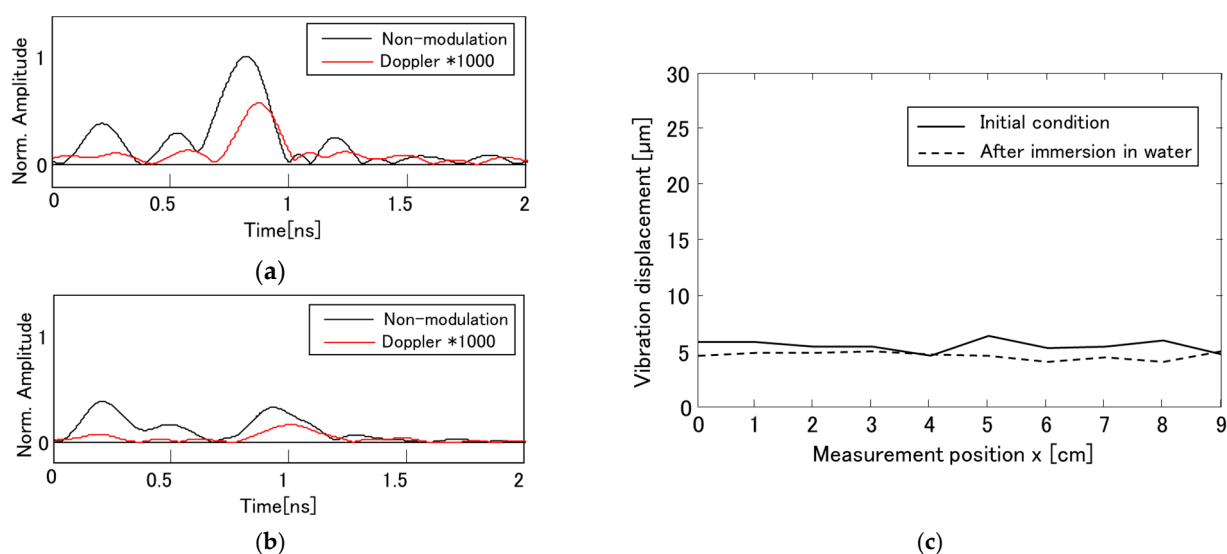 Non-modulation
Doppler *1000
Norm. Amplitude
1
0
0 0.5 1 1.5 2
Time[ns]
(a)
Non-modulation
Doppler *1000
Norm. Amplitude
1
0
0 0.5 1 1.5 2
Time[ns]
(b)
Initial condition
After immersion in water
Vibration displacement [μm]
30
25
20
15
10
5
0
0 1 2 3 4 5 6 7 8 9
Measurement position x [cm]
(c)